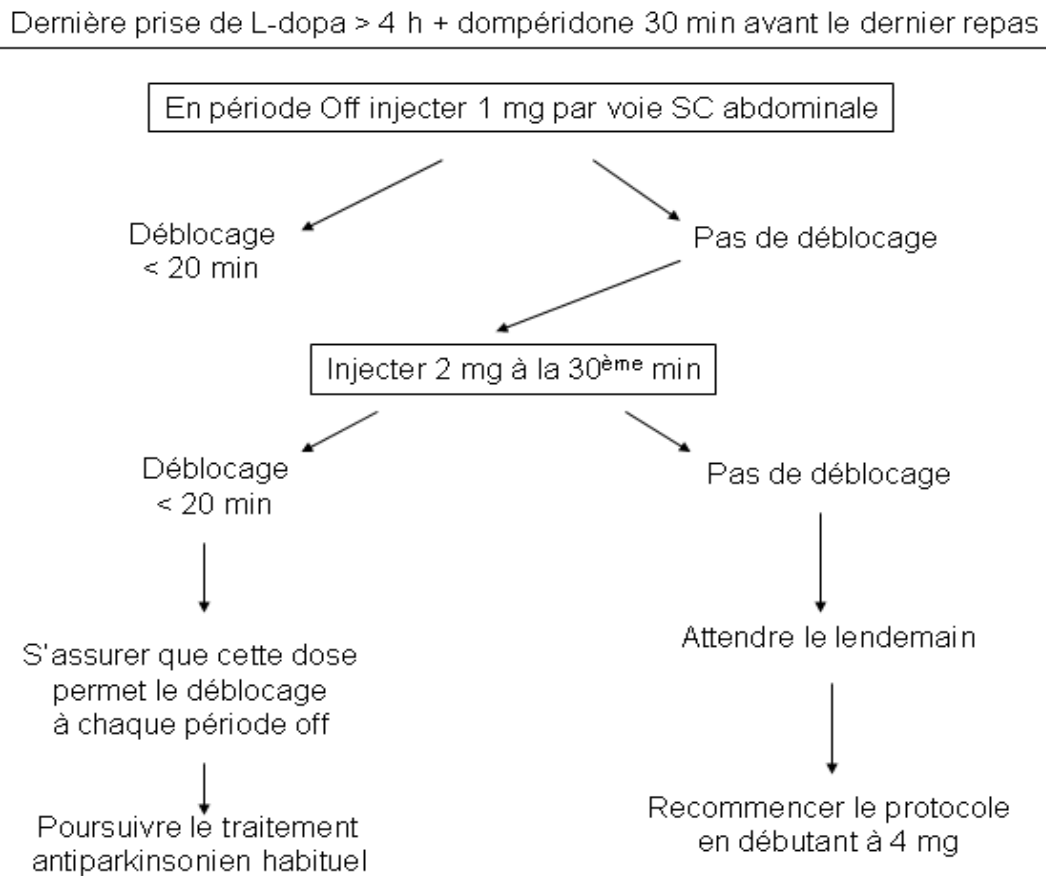 Dernière prise de L-dopa > 4 h + dompéridone 30 min avant le dernier repas
En période Off injecter 1 mg par voie SC abdominale
Déblocage
< 20 min
Pas de déblocage
Injecter 2 mg à la 30ème min
Déblocage
< 20 min
Pas de déblocage
S'assurer que cette dose
permet le déblocage
à chaque période off
Attendre le lendemain
Poursuivre le traitement
antiparkinsonien habituel
Recommencer le protocole
en débutant à 4 mg